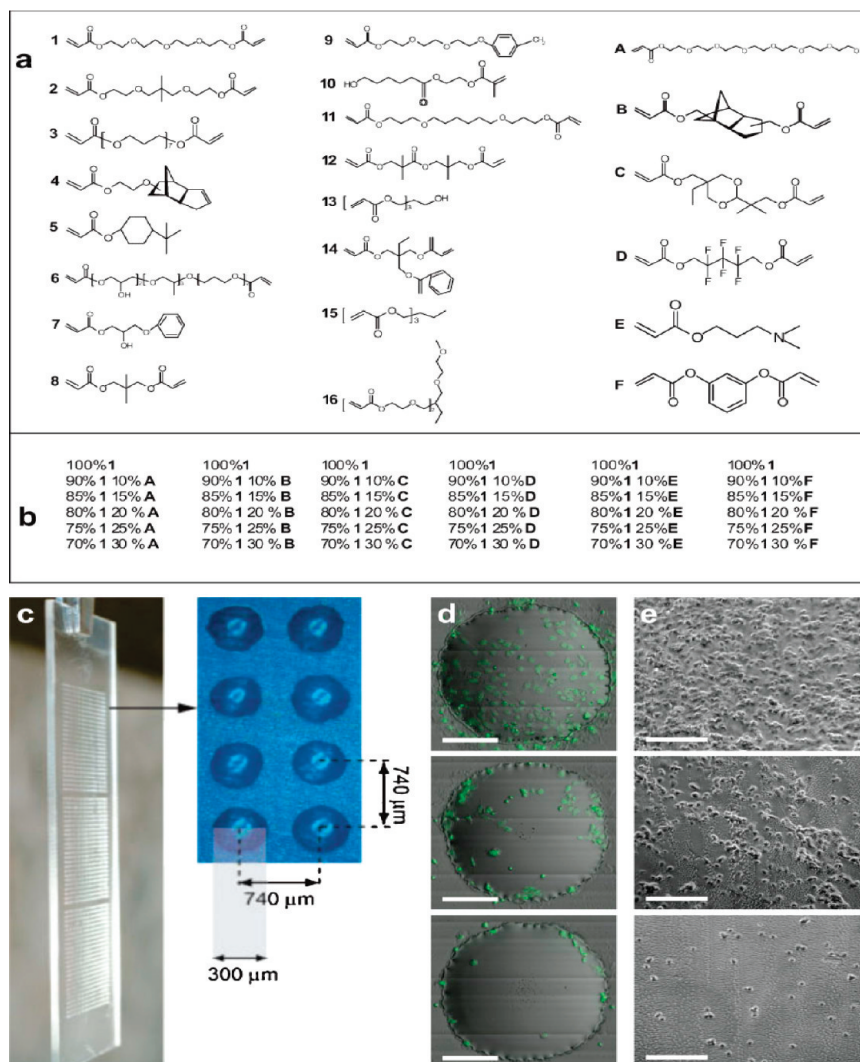 a
1
2
3
4
5
6
7
8
9
10
11
12
13
14
15
16
A
B
C
D
E
F
b
100%1 100%1 100%1 100%1 100%1 100%1
90%1 10%A 90%1 10%B 90%1 10%C 90%1 10%D 90%1 10%E 90%1 10%F
85%1 15%A 85%1 15%B 85%1 15%C 85%1 15%D 85%1 15%E 85%1 15%F
80%1 20 %A 80%1 20 %B 80%1 20 %C 80%1 20 %D 80%1 20 %E 80%1 20 %F
75%1 25%A 75%1 25%B 75%1 25%C 75%1 25%D 75%1 25%E 75%1 25%F
70%1 30 %A 70%1 30 %B 70%1 30 %C 70%1 30 %D 70%1 30 %E 70%1 30 %F
c
740 µm
740 µm
300 µm
d
e